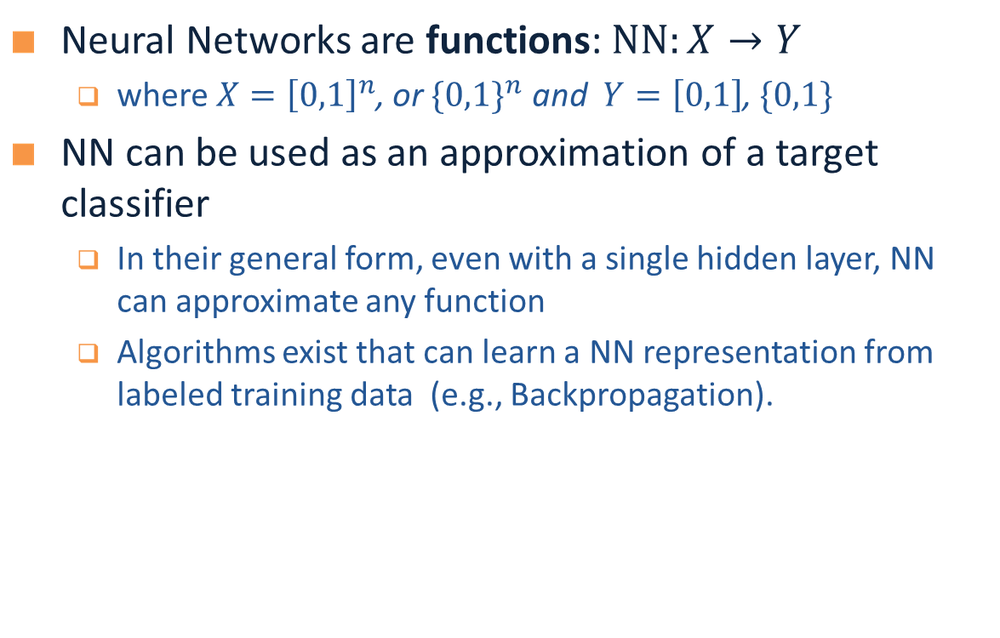 Neural Networks are functions: NN: X → Y
where X = [0,1]ⁿ, or {0,1}ⁿ and Y = [0,1], {0,1}
NN can be used as an approximation of a target
classifier
In their general form, even with a single hidden layer, NN
can approximate any function
Algorithms exist that can learn a NN representation from
labeled training data (e.g., Backpropagation).